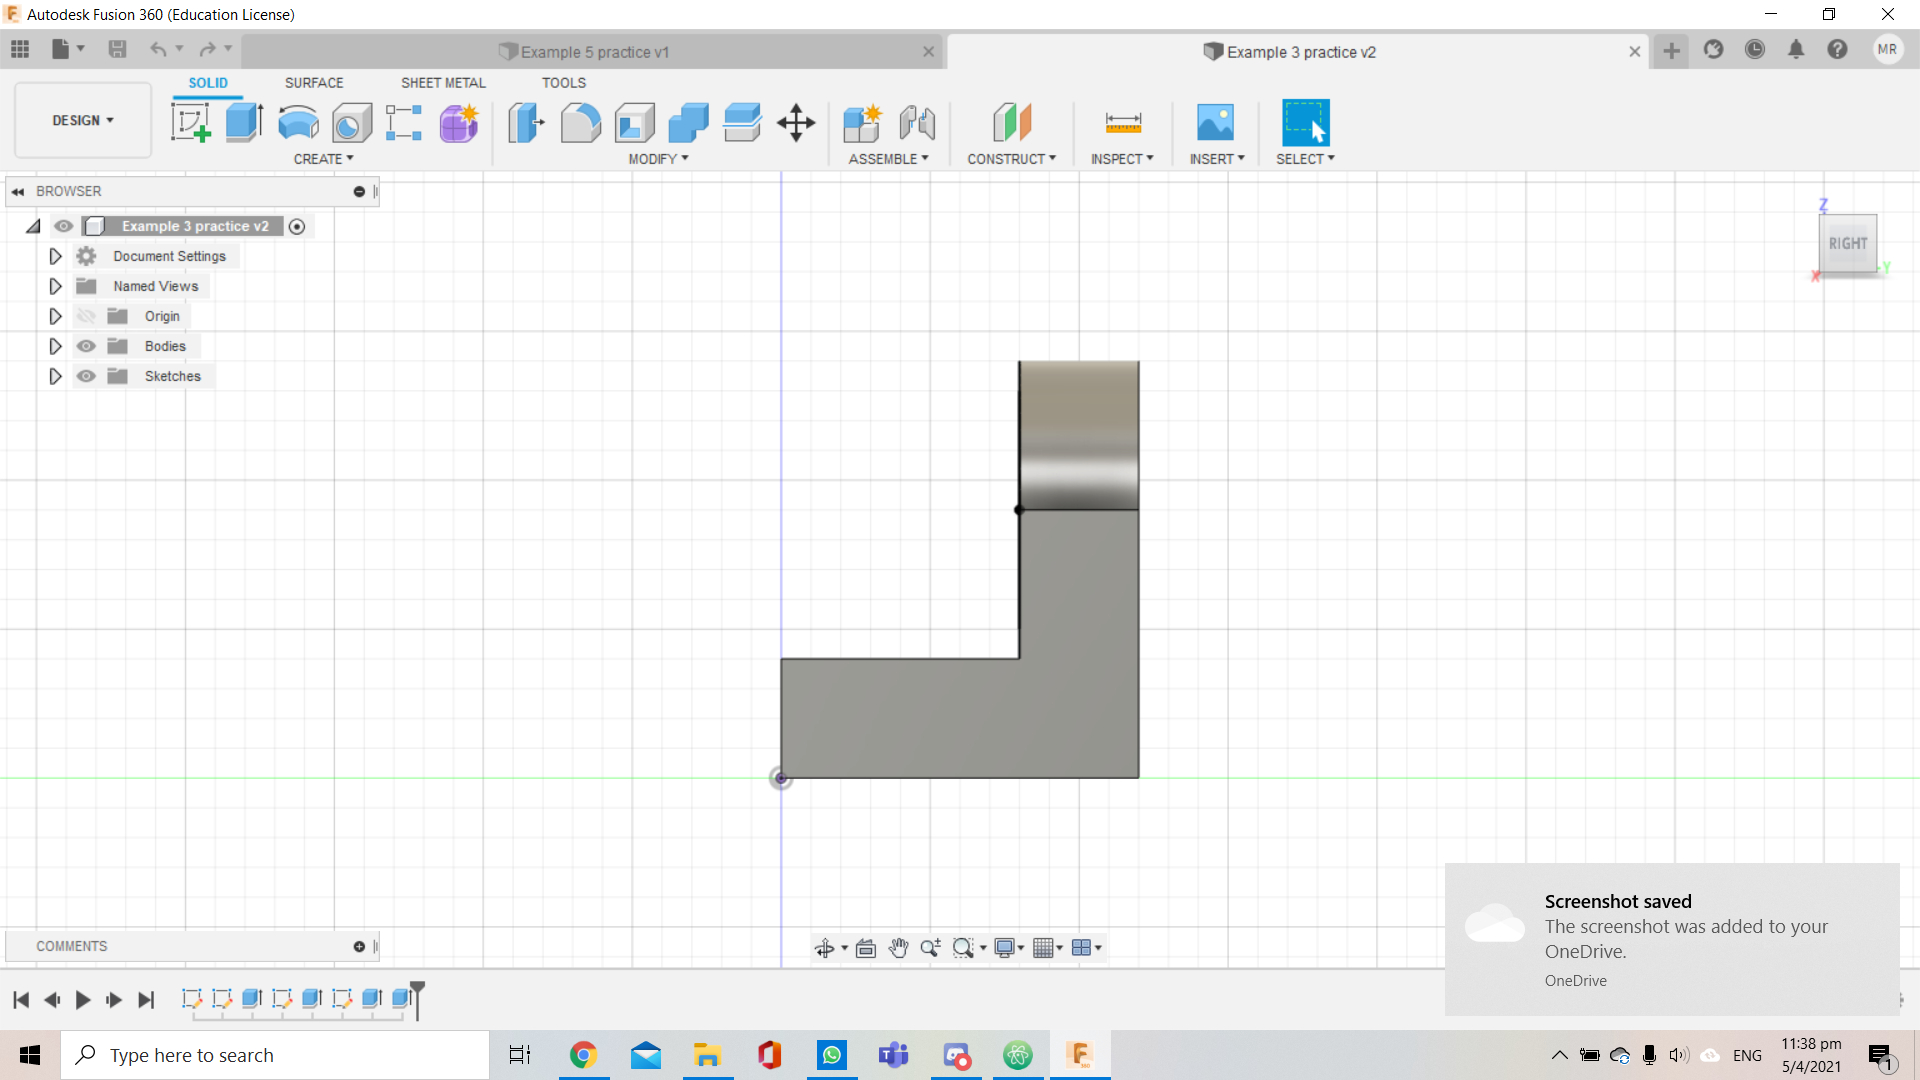 Autodesk Fusion 360 (Education License)
Example 5 practice v1
Example 3 practice v2
MR
SOLID
SURFACE
SHEET METAL
TOOLS
DESIGN
CREATE
MODIFY
ASSEMBLE
CONSTRUCT
INSPECT
INSERT
SELECT
BROWSER
Example 3 practice v2
Document Settings
Named Views
Origin
Bodies
Sketches
Z
RIGHT
X
Y
COMMENTS
Screenshot saved
The screenshot was added to your
OneDrive.
OneDrive
Type here to search
ENG
11:38 pm
5/4/2021
1